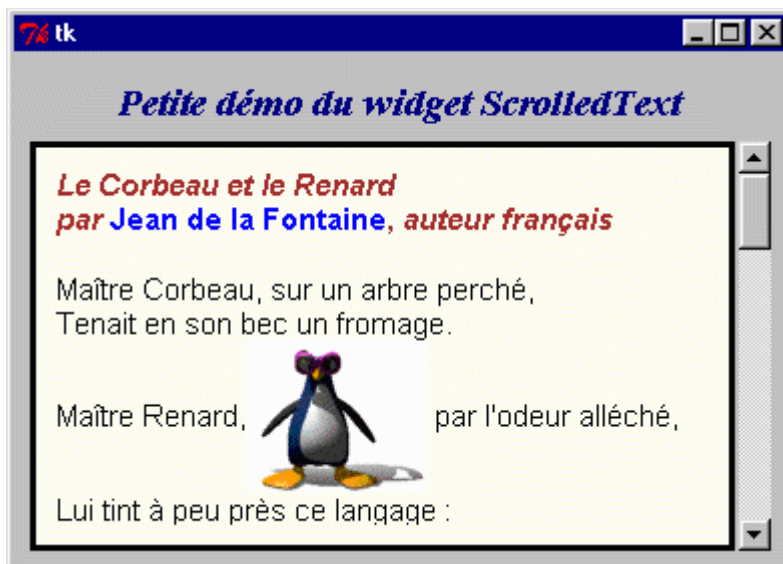 tk
Petite démo du widget ScrolledText
Le Corbeau et le Renard
par Jean de la Fontaine, auteur français
Maître Corbeau, sur un arbre perché,
Tenait en son bec un fromage.
Maître Renard, par l'odeur alléché,
Lui tint à peu près ce langage :